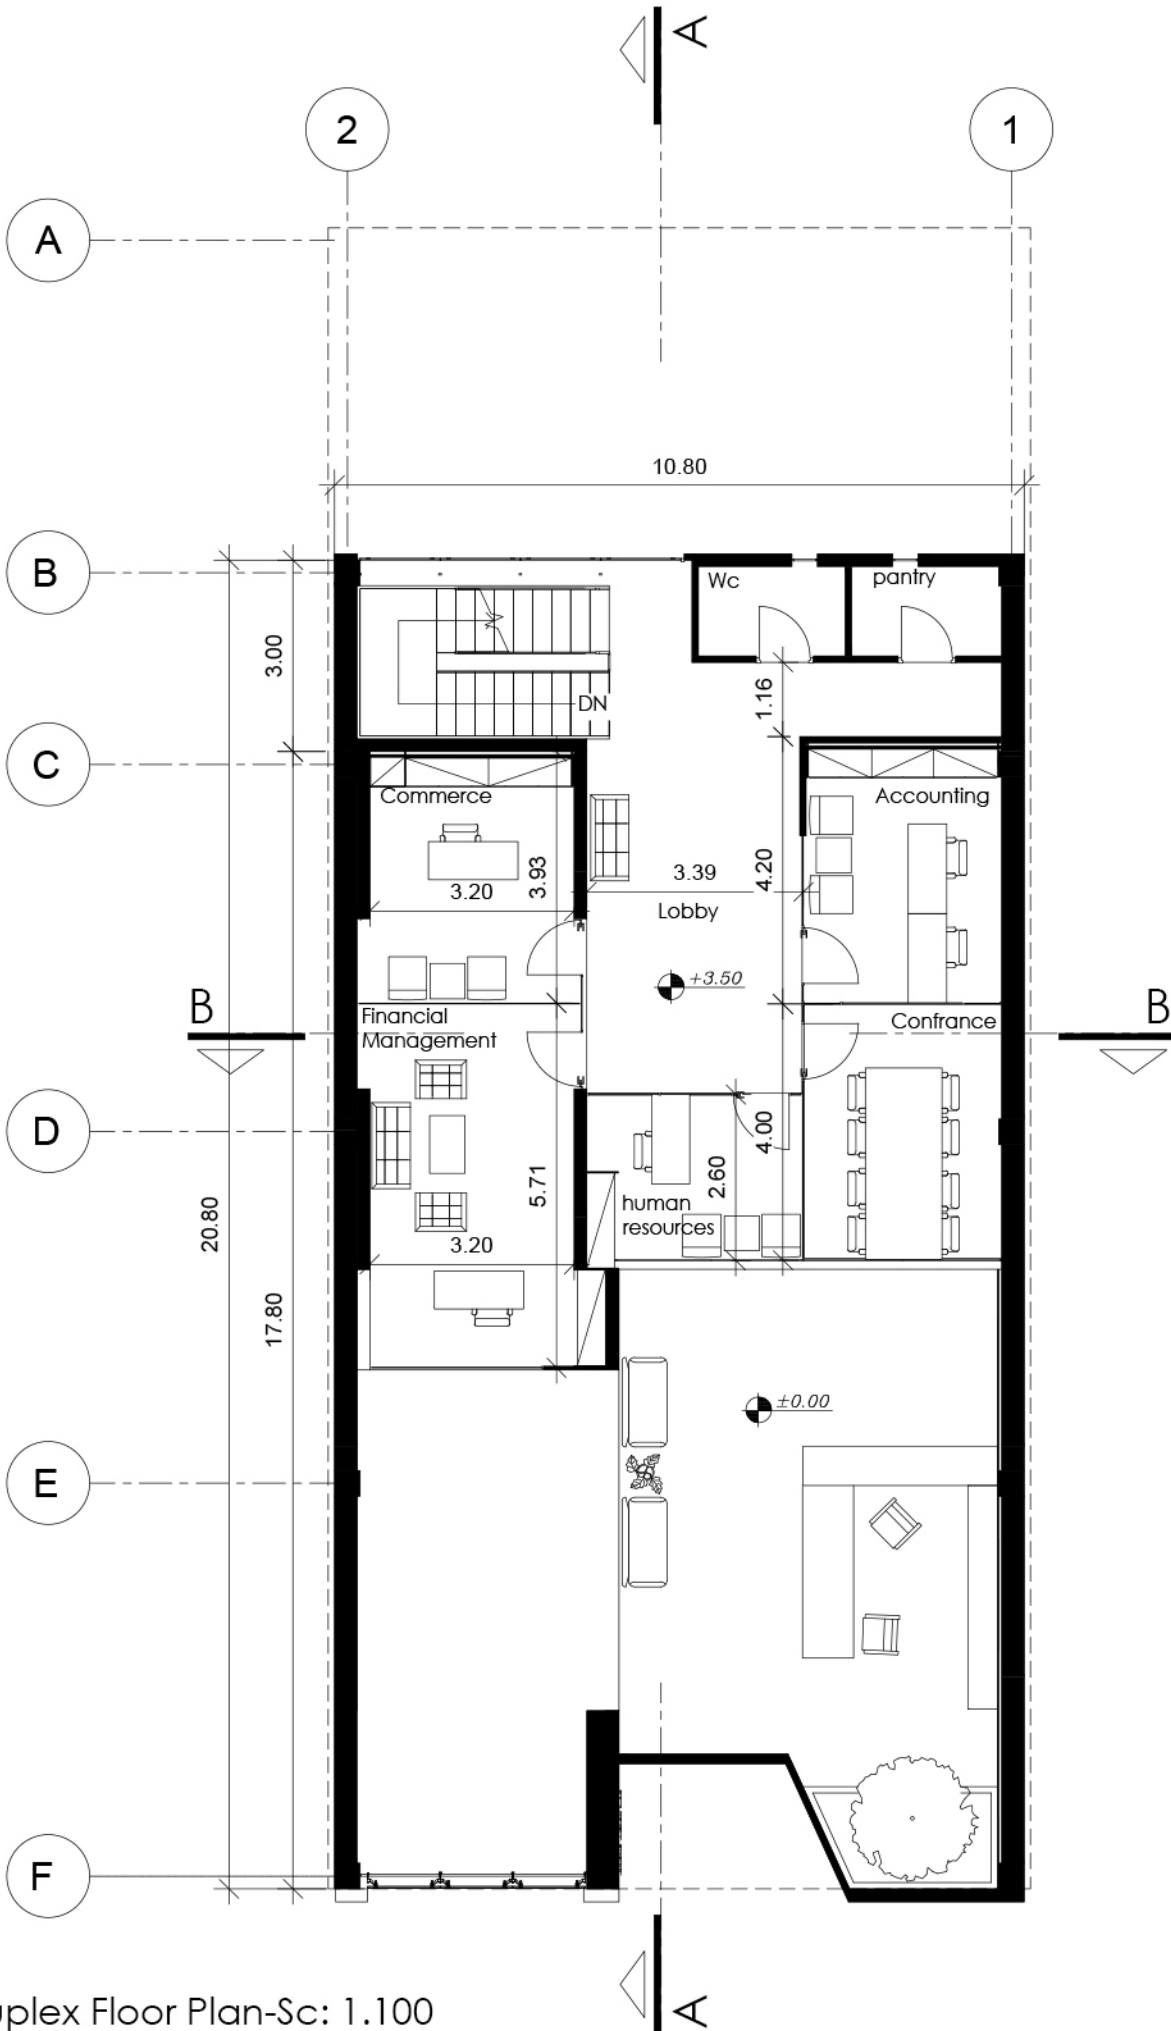 A
2
1
A
10.80
B
Wc
pantry
3.00
1.16
DN
C
Commerce
Accounting
3.93
4.20
3.20
3.39
Lobby
+3.50
B
B
Financial
Management
Confrance
D
4.00
2.60
5.71
human
resources
20.80
3.20
17.80
±0.00
E
F
A
uplex Floor Plan-Sc: 1.100